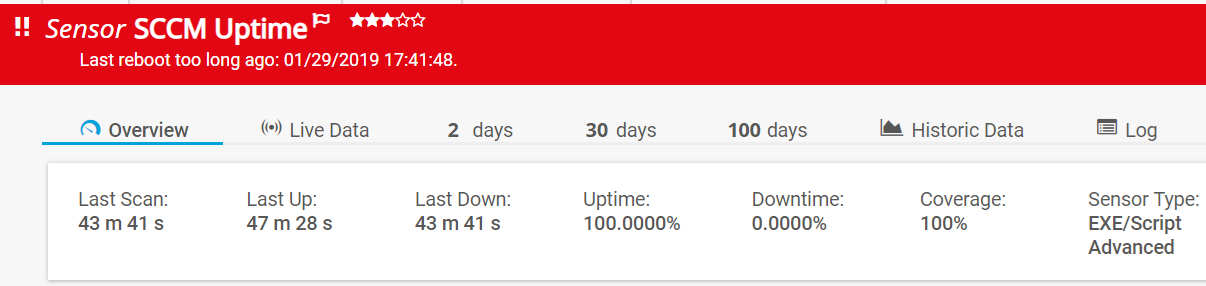 !! Sensor SCCM Uptime
Last reboot too long ago: 01/29/2019 17:41:48.
Overview Live Data 2 days 30 days 100 days Historic Data Log
Last Scan: Last Up: Last Down: Uptime: Downtime: Coverage: Sensor Type:
43 m 41 s 47 m 28 s 43 m 41 s 100.0000% 0.0000% 100% EXE/Script
Advanced